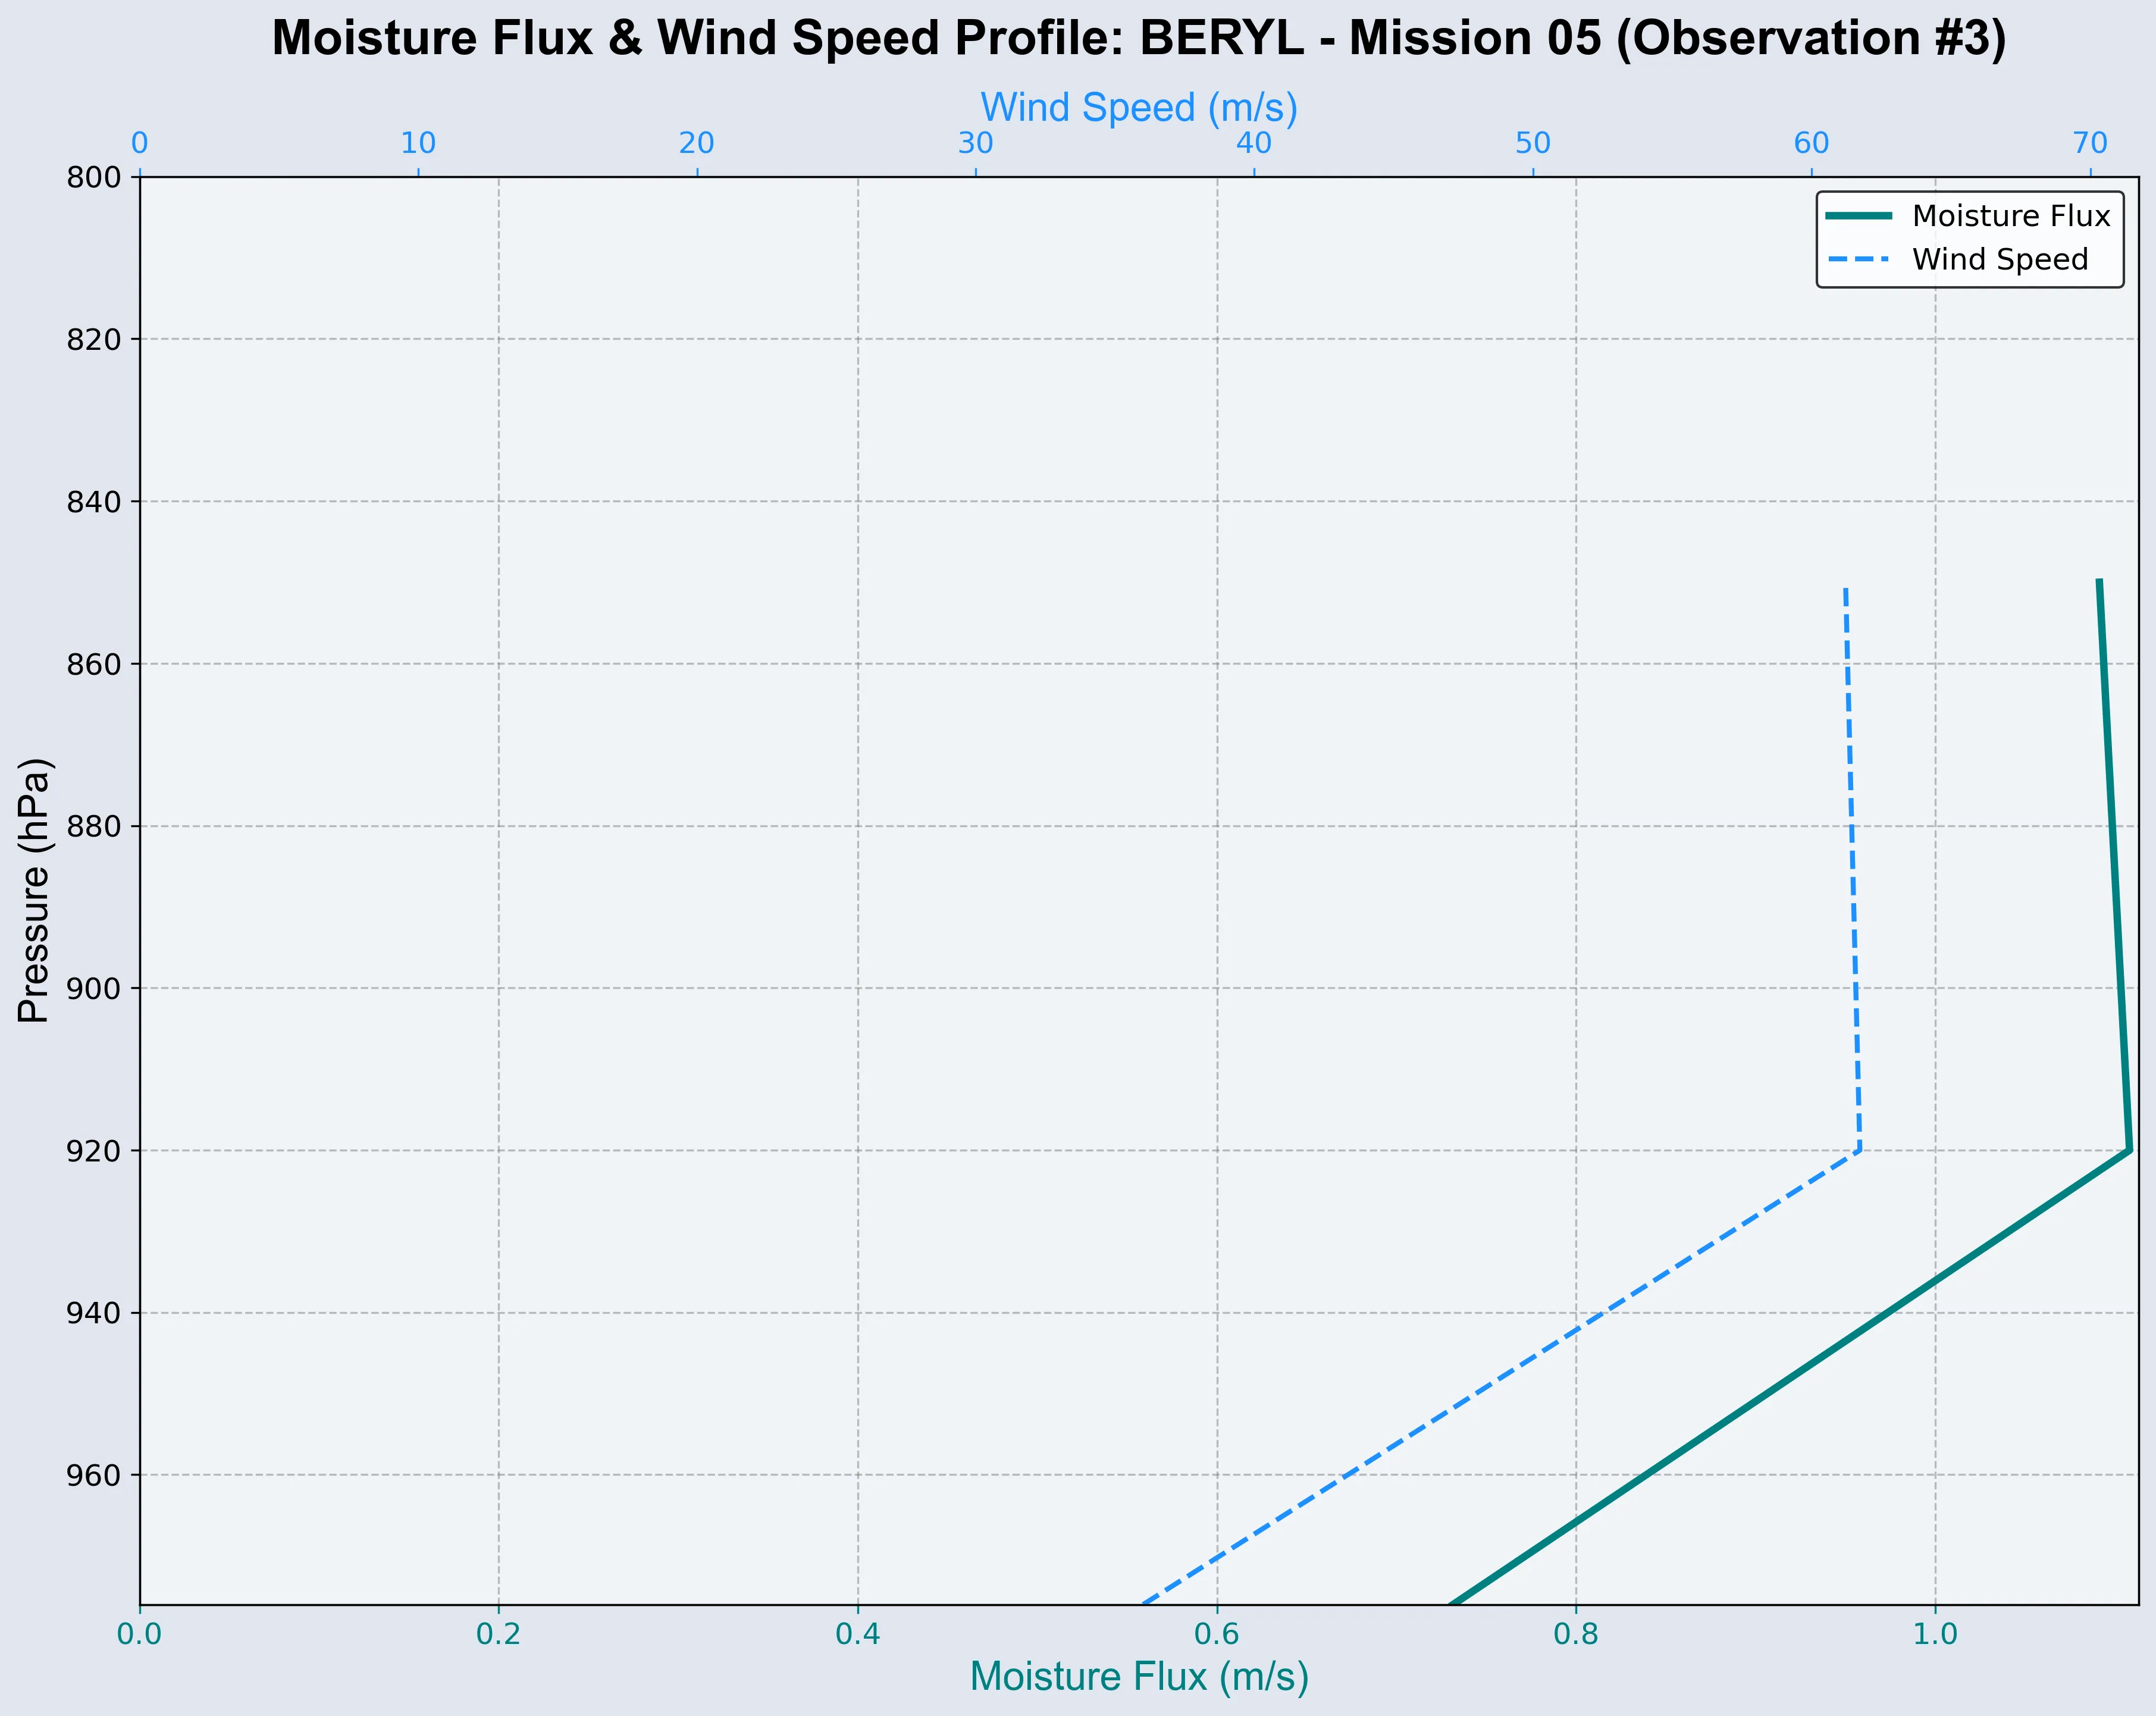 Moisture Flux & Wind Speed Profile: BERYL - Mission 05 (Observation #3)
Wind Speed (m/s)
0 10 20 30 40 50 60 70
Moisture Flux
Wind Speed
Pressure (hPa)
800
820
840
860
880
900
920
940
960
0.0 0.2 0.4 0.6 0.8 1.0
Moisture Flux (m/s)